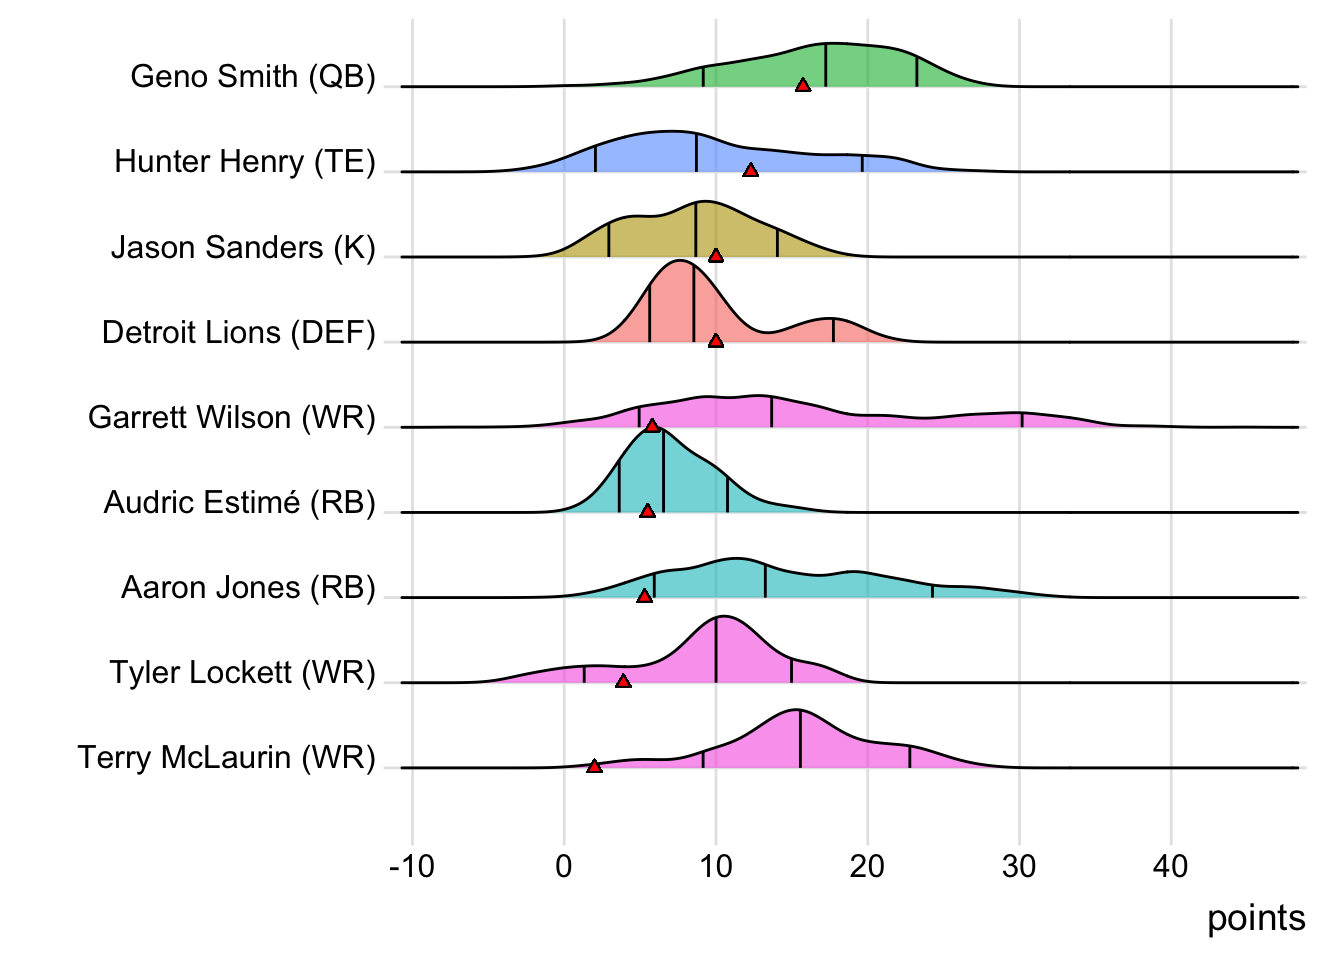 Geno Smith (QB)
Hunter Henry (TE)
Jason Sanders (K)
Detroit Lions (DEF)
Garrett Wilson (WR)
Audric Estimé (RB)
Aaron Jones (RB)
Tyler Lockett (WR)
Terry McLaurin (WR)
-10 0 10 20 30 40
points